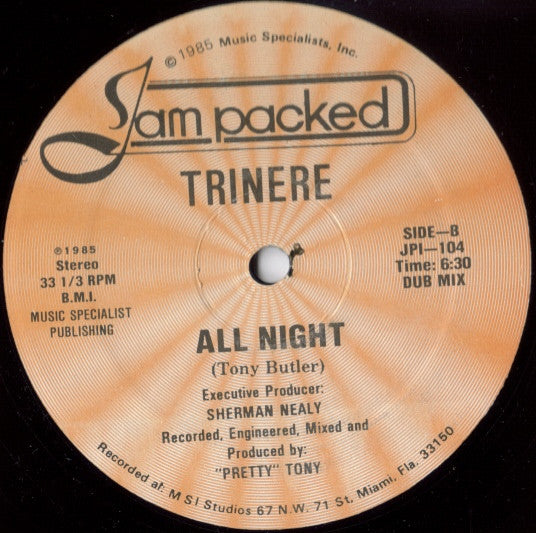 © 1985 Music Specialists, Inc.
Jam packed
TRINERE
℗ 1985
Stereo
33 1/3 RPM
B.M.I.
MUSIC SPECIALIST
PUBLISHING
SIDE—B
JPI—104
Time: 6:30
DUB MIX
ALL NIGHT
(Tony Butler)
Executive Producer:
SHERMAN NEALY
Recorded, Engineered, Mixed and
Produced by:
"PRETTY" TONY
Recorded at: M S I Studios 67 N.W. 71 St. Miami, Fla. 33150